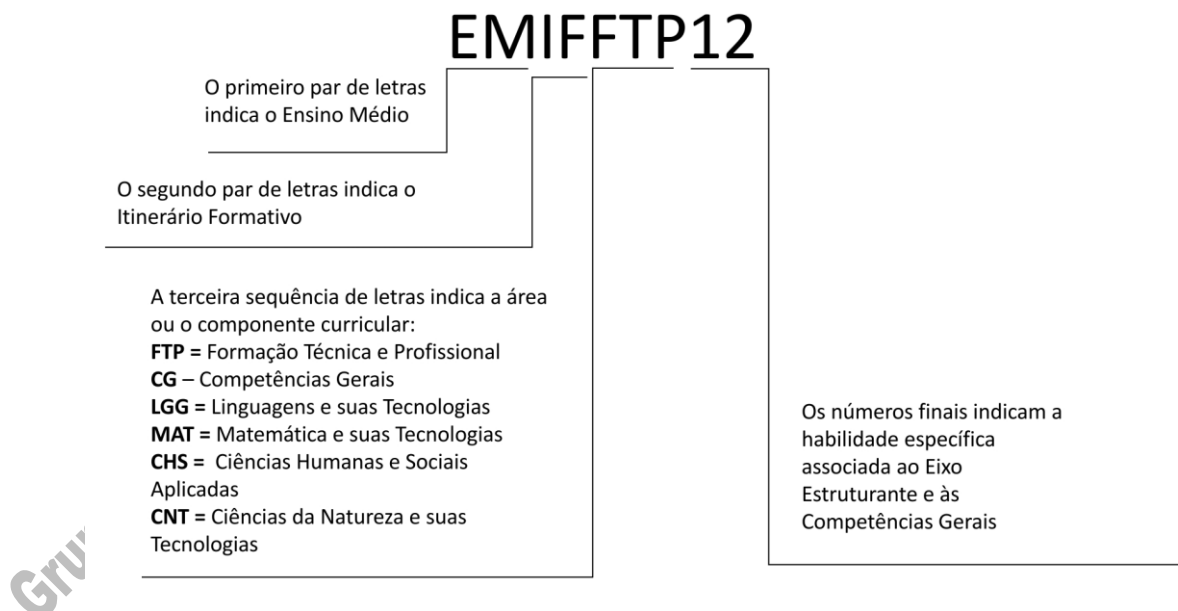 EMIFFTP12
O primeiro par de letras
indica o Ensino Médio
O segundo par de letras indica o
Itinerário Formativo
A terceira sequência de letras indica a área
ou o componente curricular:
FTP = Formação Técnica e Profissional
CG – Competências Gerais
LGG = Linguagens e suas Tecnologias
MAT = Matemática e suas Tecnologias
CHS = Ciências Humanas e Sociais
Aplicadas
CNT = Ciências da Natureza e suas
Tecnologias
Os números finais indicam a
habilidade específica
associada ao Eixo
Estruturante e às
Competências Gerais